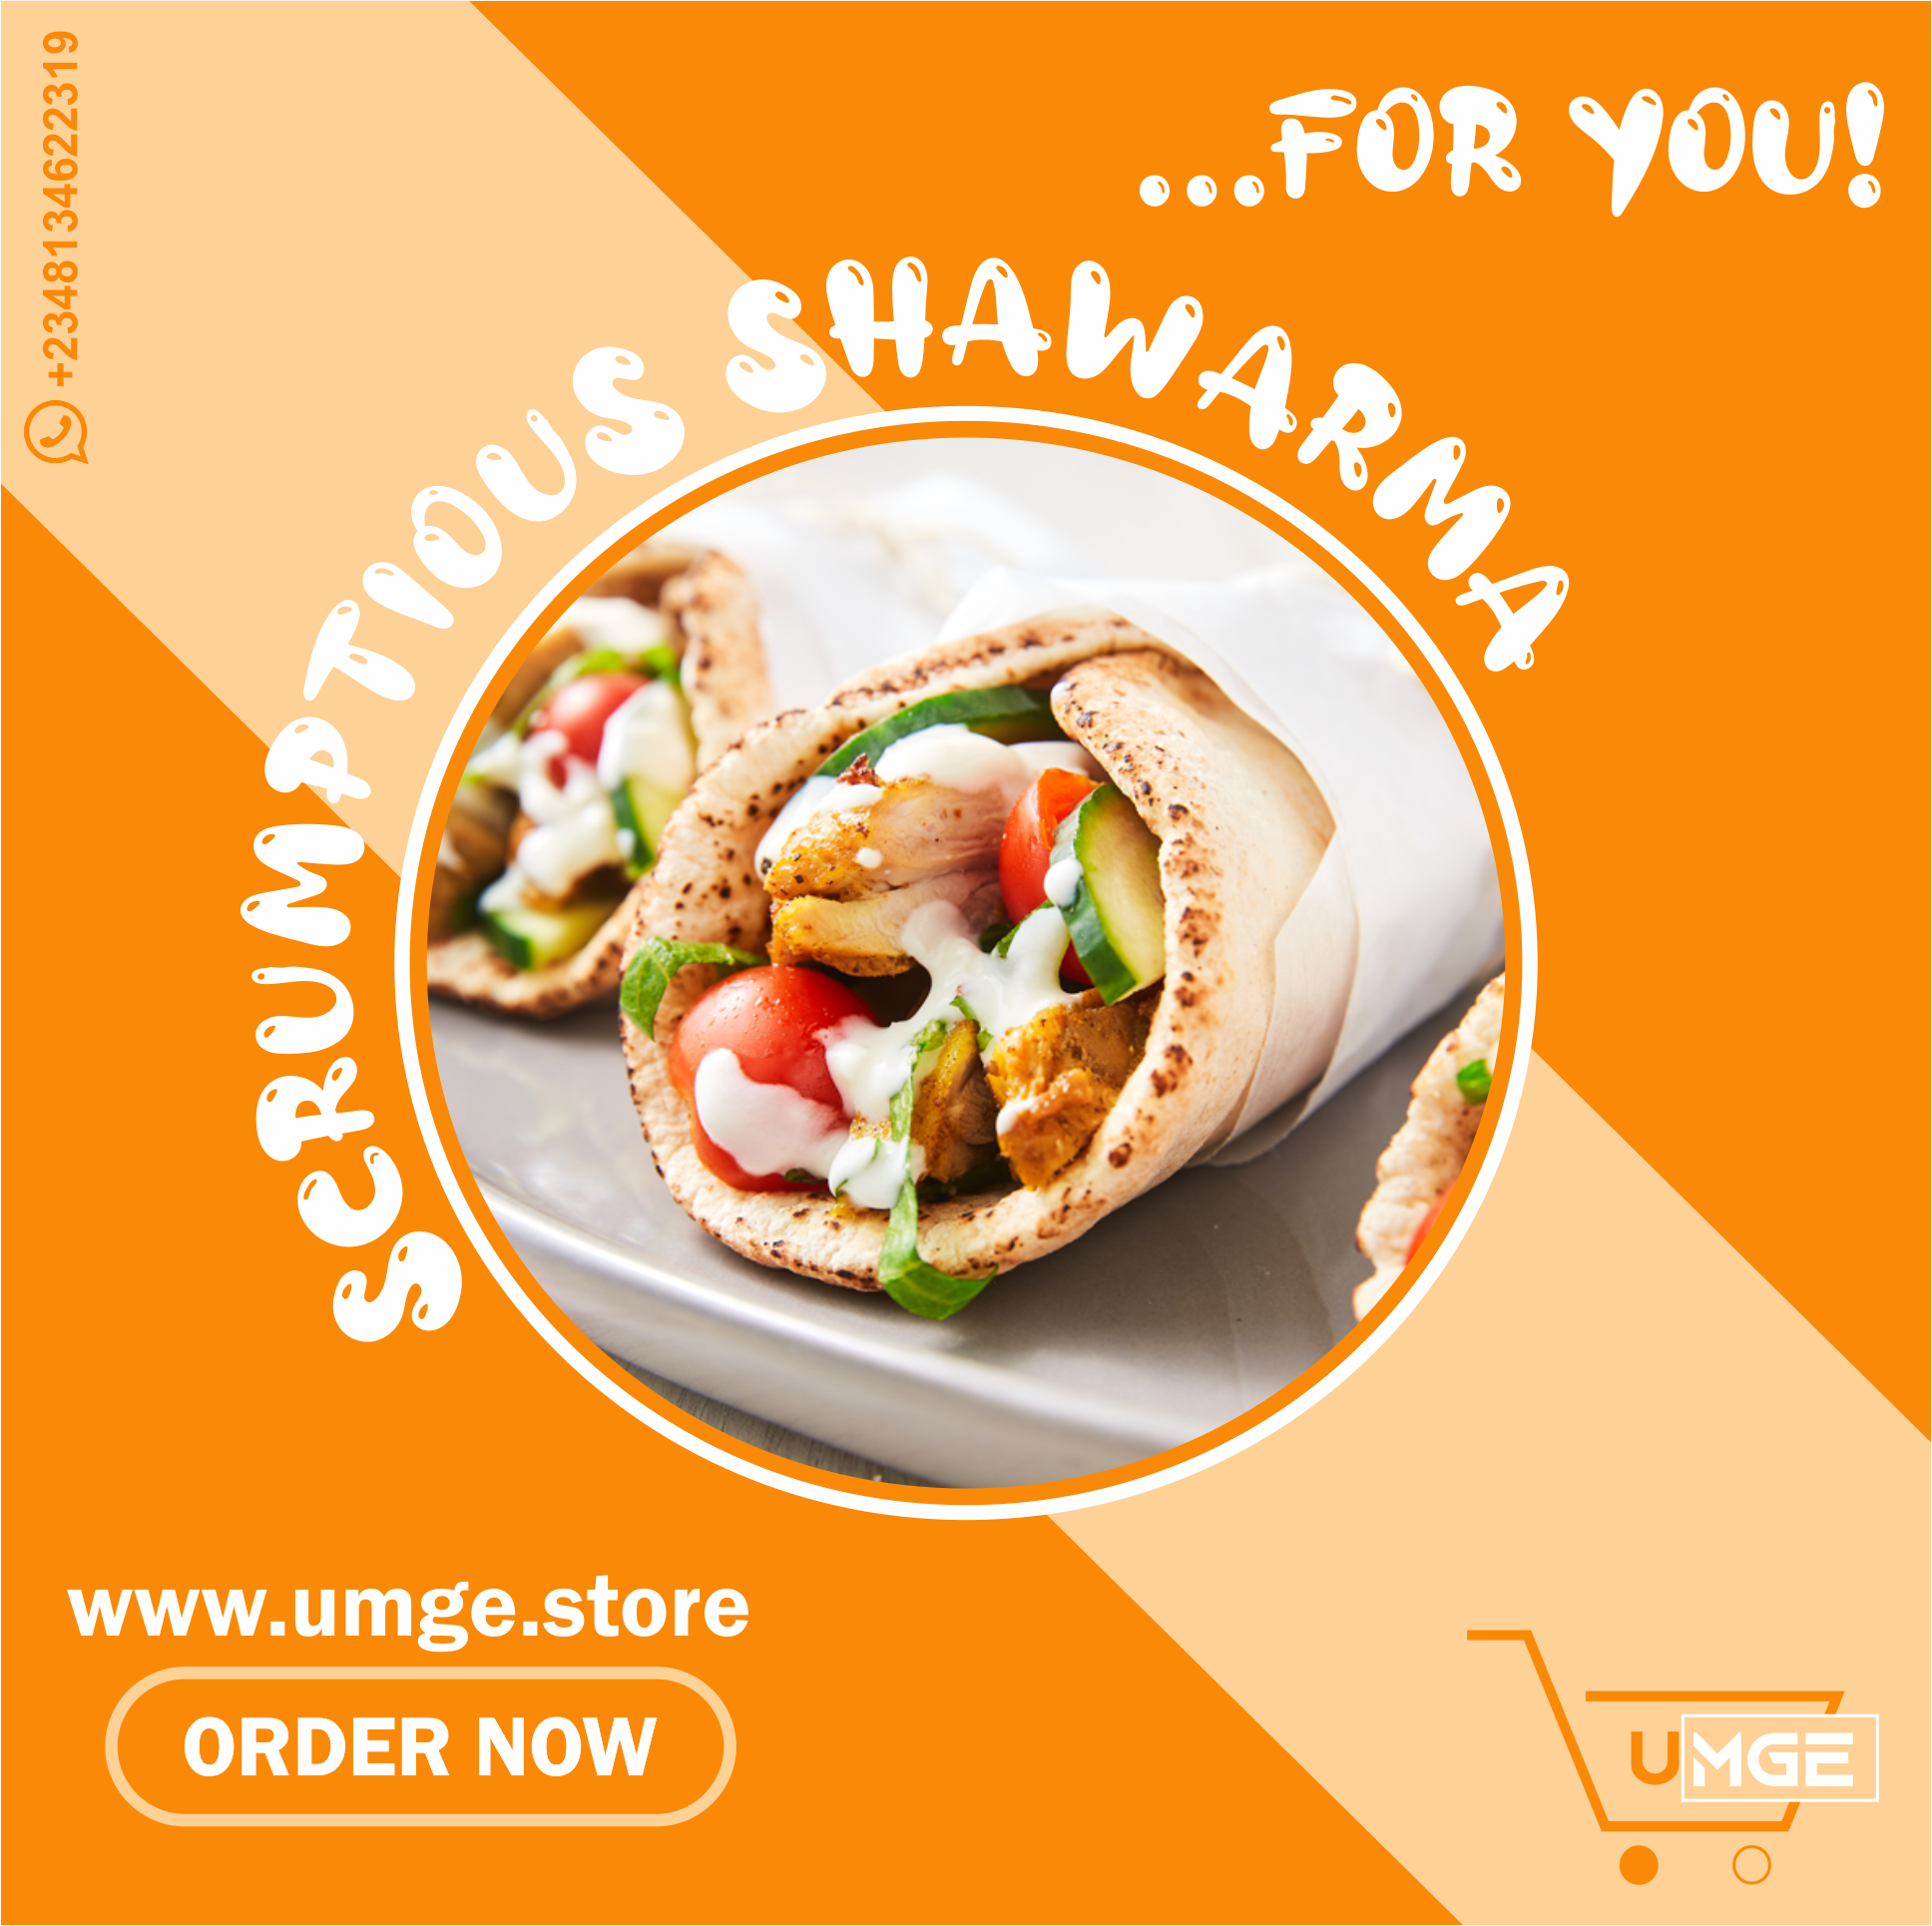 +2348134622319
SCRUMPTIOUS SHAWARMA
...FOR YOU!
www.umge.store
ORDER NOW
UMGE